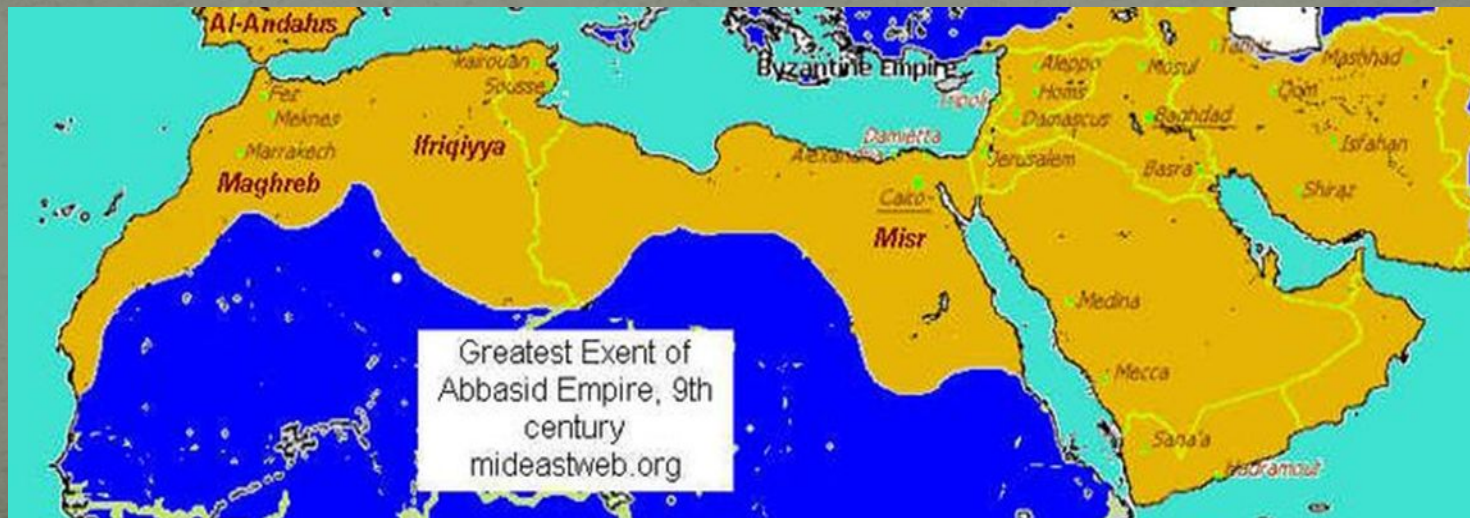 Al-Andalus
Kairouan
Sousse
Byzantine Empire
Aleppo
Mosul
Tabriz
Mashhad
Fez
Meknes
Tripoli
Homs
Damascus
Baghdad
Qom
Marrakech
Ifriqiyya
Damietta
Alexandria
Jerusalem
Basra
Isfahan
Maghreb
Cairo
Shiraz
Misr
Medina
Greatest Exent of
Abbasid Empire, 9th
century
mideastweb.org
Mecca
Sana'a
Hadramout